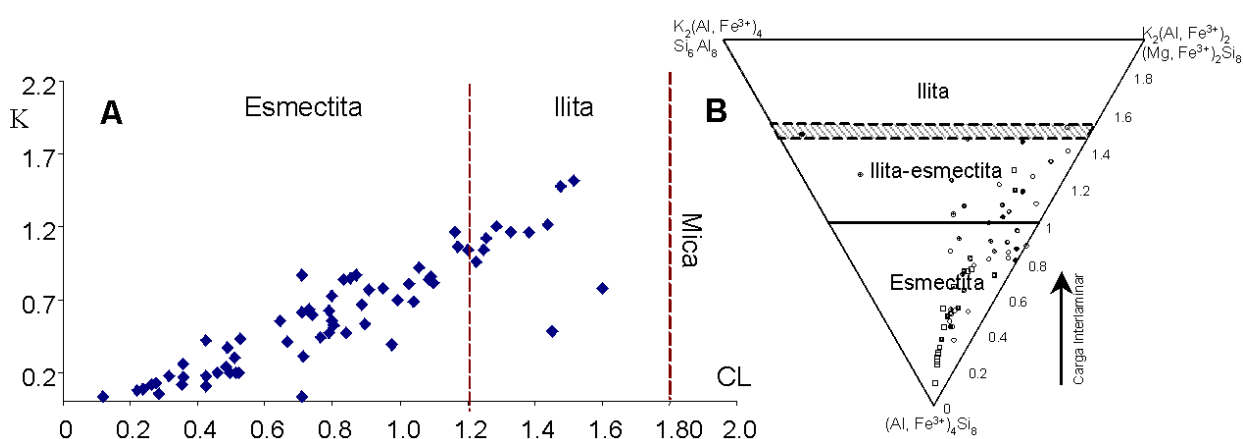 A
Esmectita
Ilita
K
2.2
1.7
1.2
0.7
0.2
Mica
CL
0 0.2 0.4 0.6 0.8 1.0 1.2 1.4 1.6 1.80 2.0
B
K₂(Al, Fe³⁺)₄
Si₆Al₈
K₂(Al, Fe³⁺)₂
(Mg, Fe³⁺)₂Si₈
Ilita
Ilita-esmectita
Esmectita
1.8
1.6
1.4
1.2
1
0.8
0.6
0.4
0.2
0
Carga Interlaminar
(Al, Fe³⁺)₄Si₈